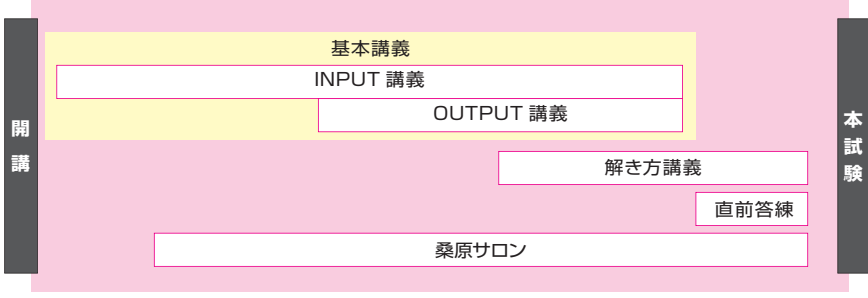 開講
基本講義
INPUT 講義
OUTPUT 講義
解き方講義
直前答練
桑原サロン
本試験